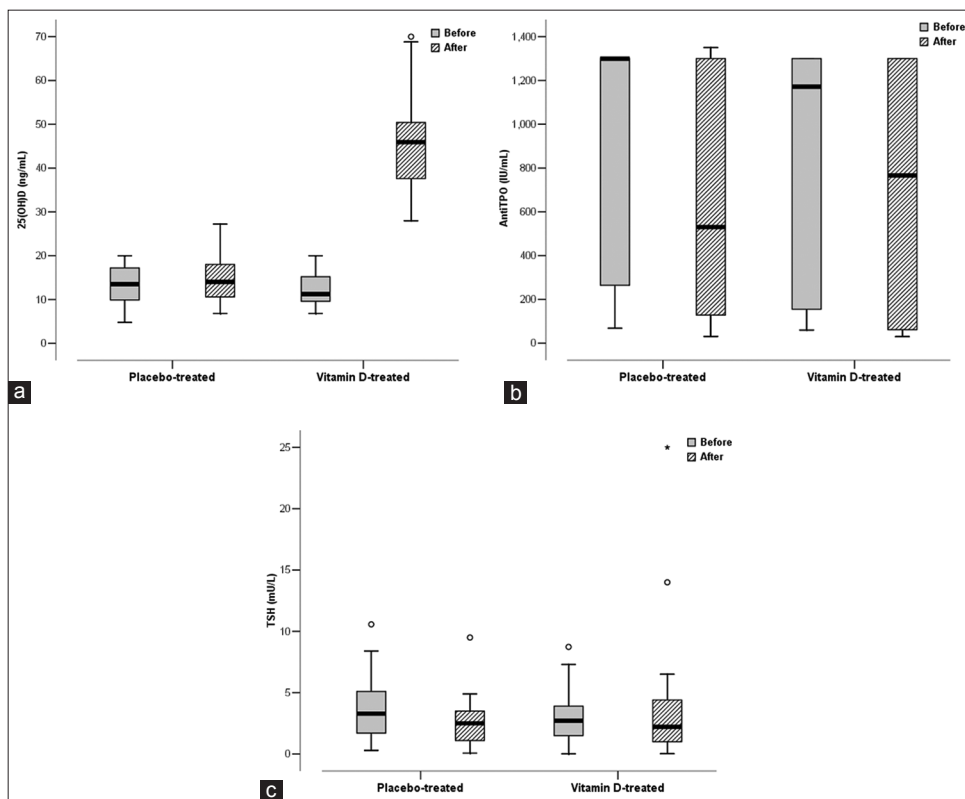 Before
After
70
60
50
40
30
20
10
0
25(OH)D (ng/mL)
Placebo-treated
Vitamin D-treated
a
Before
After
1,400
1,200
1,000
800
600
400
200
0
AntiTPO (IU/mL)
Placebo-treated
Vitamin D-treated
b
Before
After
25
20
15
10
5
0
TSH (mU/L)
Placebo-treated
Vitamin D-treated
c